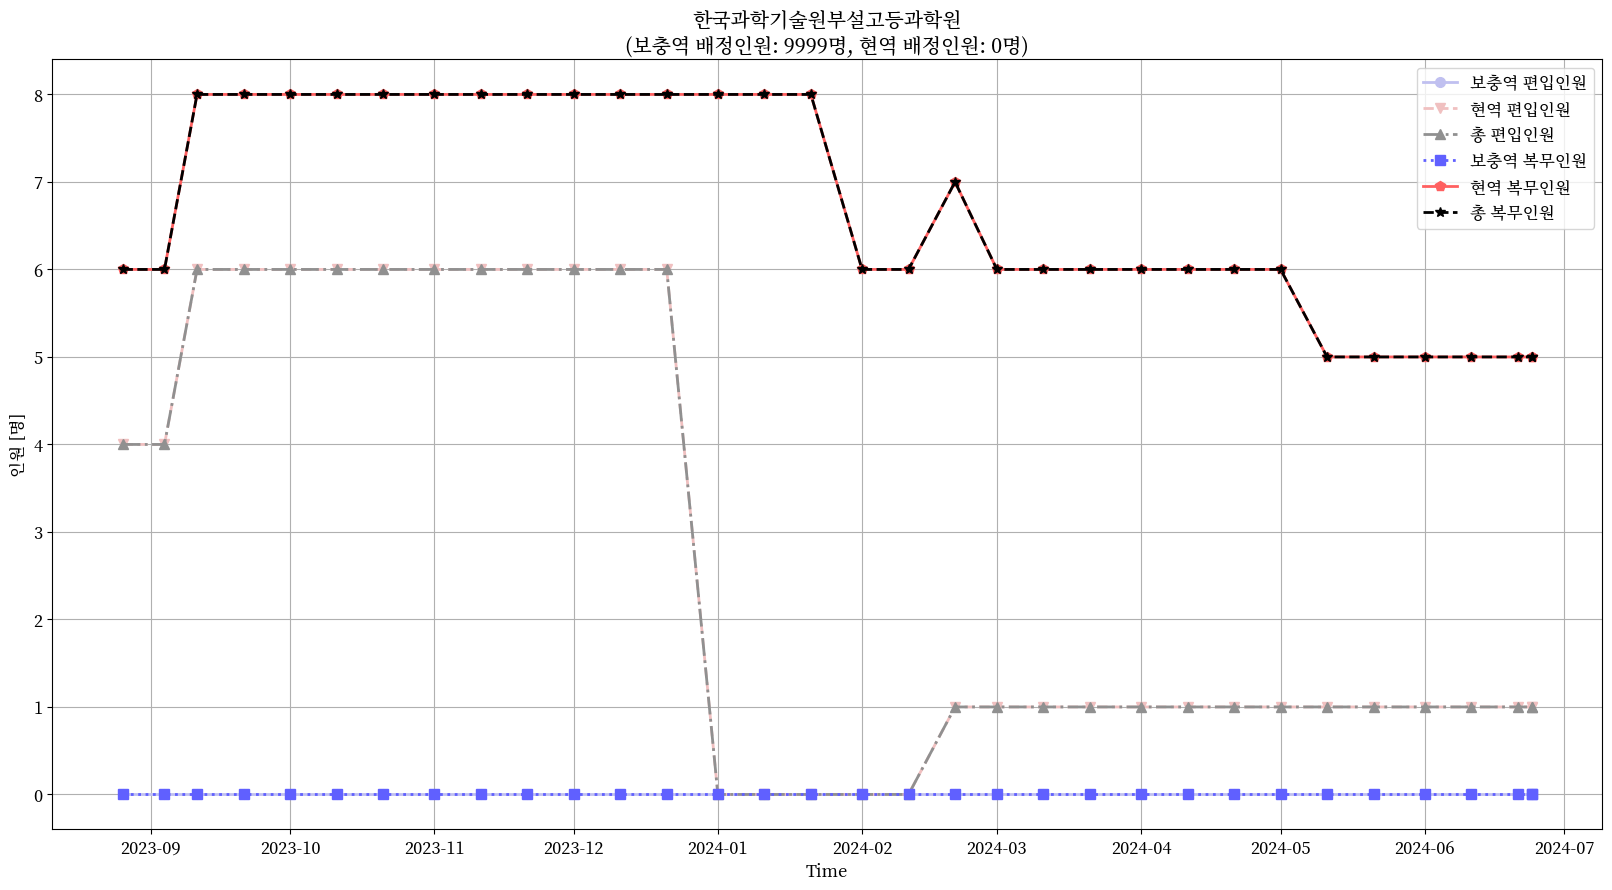 한국과학기술원부설고등과학원
(보충역 배정인원: 9999명, 현역 배정인원: 0명)
보충역 편입인원
현역 편입인원
총 편입인원
보충역 복무인원
현역 복무인원
총 복무인원
8
7
6
5
4
3
2
1
0
인원 [명]
2023-09
2023-10
2023-11
2023-12
2024-01
2024-02
2024-03
2024-04
2024-05
2024-06
2024-07
Time